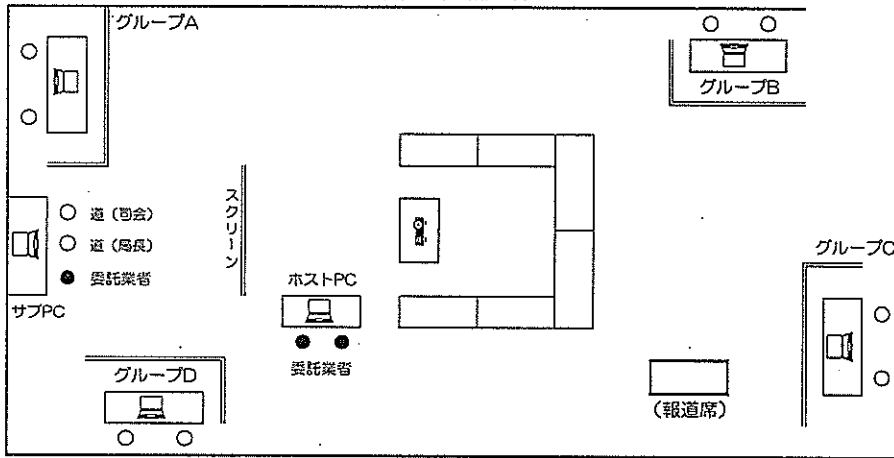 グループA
グループB
スクリーン
道（司会）
道（局長）
委託業者
サブPC
ホストPC
委託業者
グループC
グループD
（報道席）